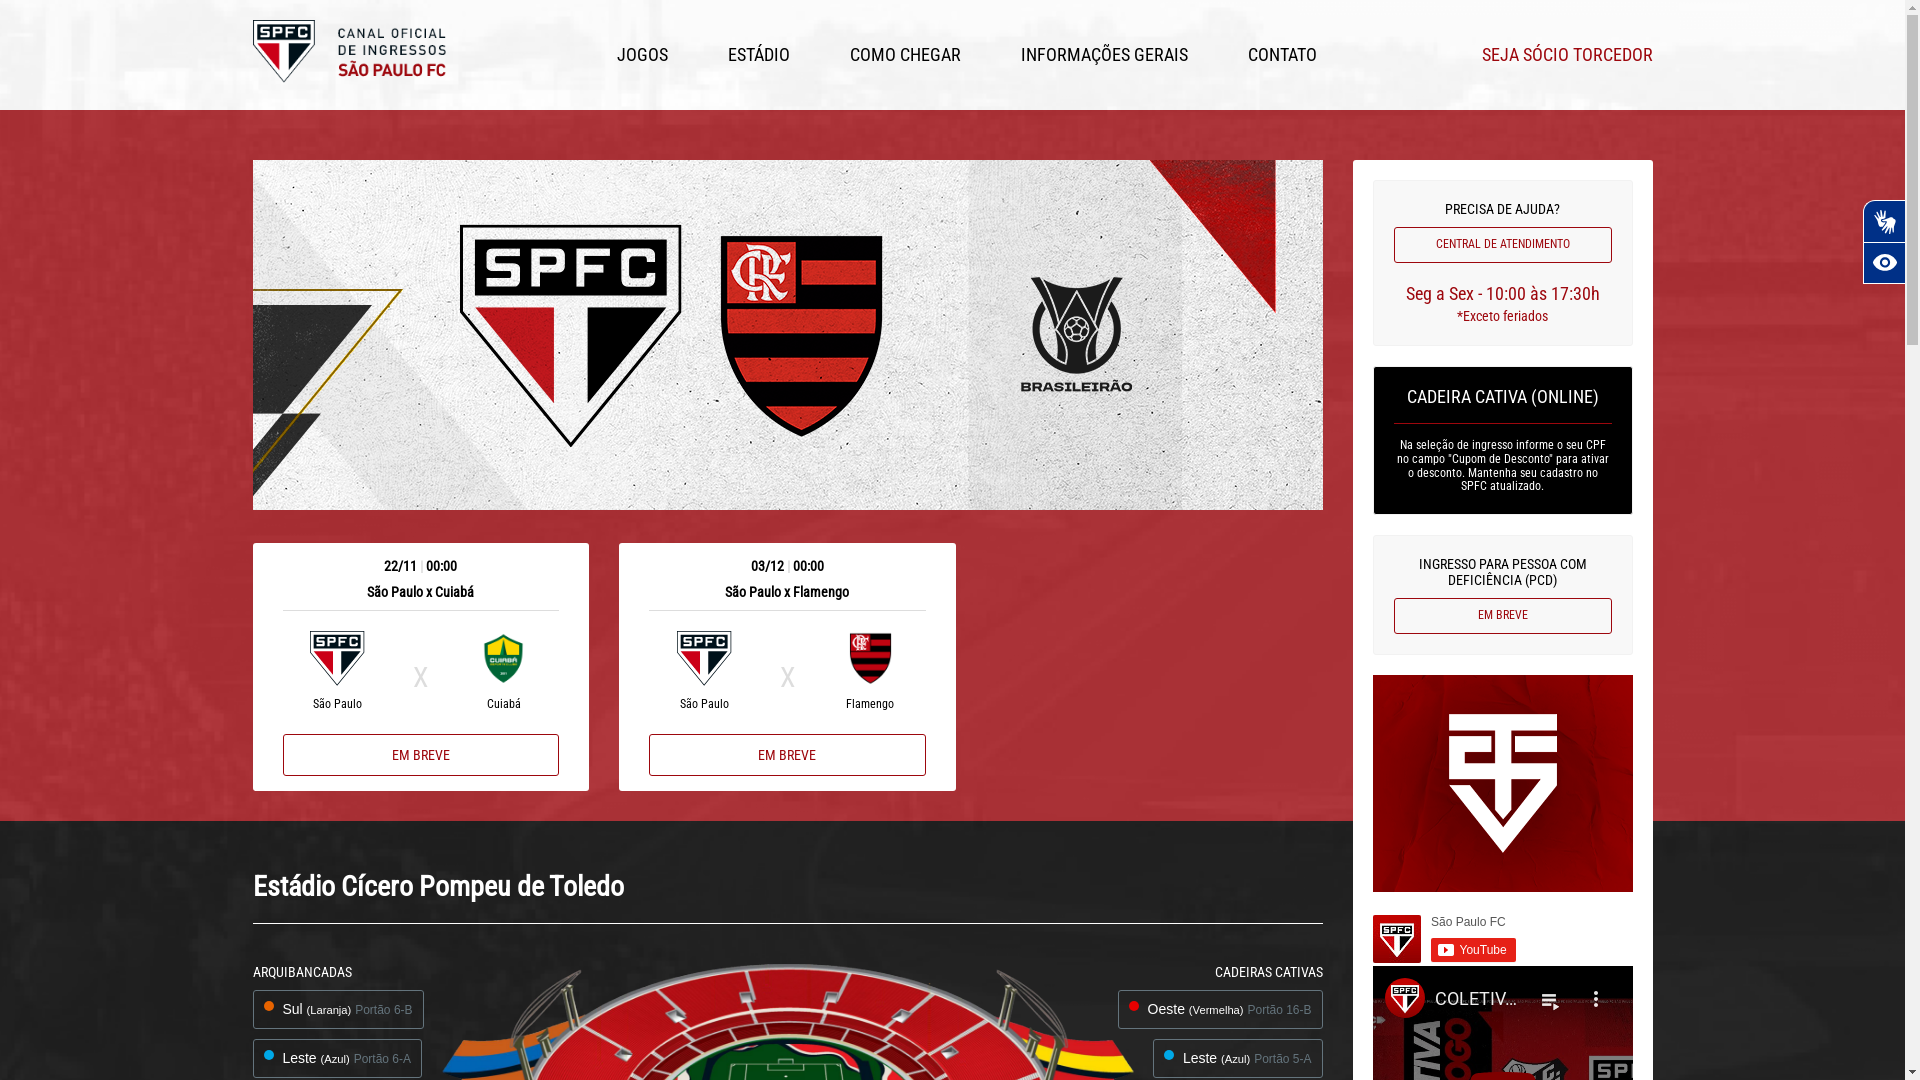 SPFC
CANAL OFICIAL
DE INGRESSOS
SÃO PAULO FC
JOGOS
ESTÁDIO
COMO CHEGAR
INFORMAÇÕES GERAIS
CONTATO
SEJA SÓCIO TORCEDOR
SPFC
CRF
BRASILEIRÃO
22/11 | 00:00
São Paulo x Cuiabá
SPFC
X
CUIABÁ
São Paulo
Cuiabá
EM BREVE
03/12 | 00:00
São Paulo x Flamengo
SPFC
X
São Paulo
Flamengo
EM BREVE
PRECISA DE AJUDA?
CENTRAL DE ATENDIMENTO
Seg a Sex - 10:00 às 17:30h
*Exceto feriados
CADEIRA CATIVA (ONLINE)
Na seleção de ingresso informe o seu CPF
no campo "Cupom de Desconto" para ativar
o desconto. Mantenha seu cadastro no
SPFC atualizado.
INGRESSO PARA PESSOA COM
DEFICIÊNCIA (PCD)
EM BREVE
SPFC
São Paulo FC
YouTube
SPFC
COLETIV...
Estádio Cícero Pompeu de Toledo
ARQUIBANCADAS
Sul (Laranja) Portão 6-B
Leste (Azul) Portão 6-A
CADEIRAS CATIVAS
Oeste (Vermelha) Portão 16-B
Leste (Azul) Portão 5-A